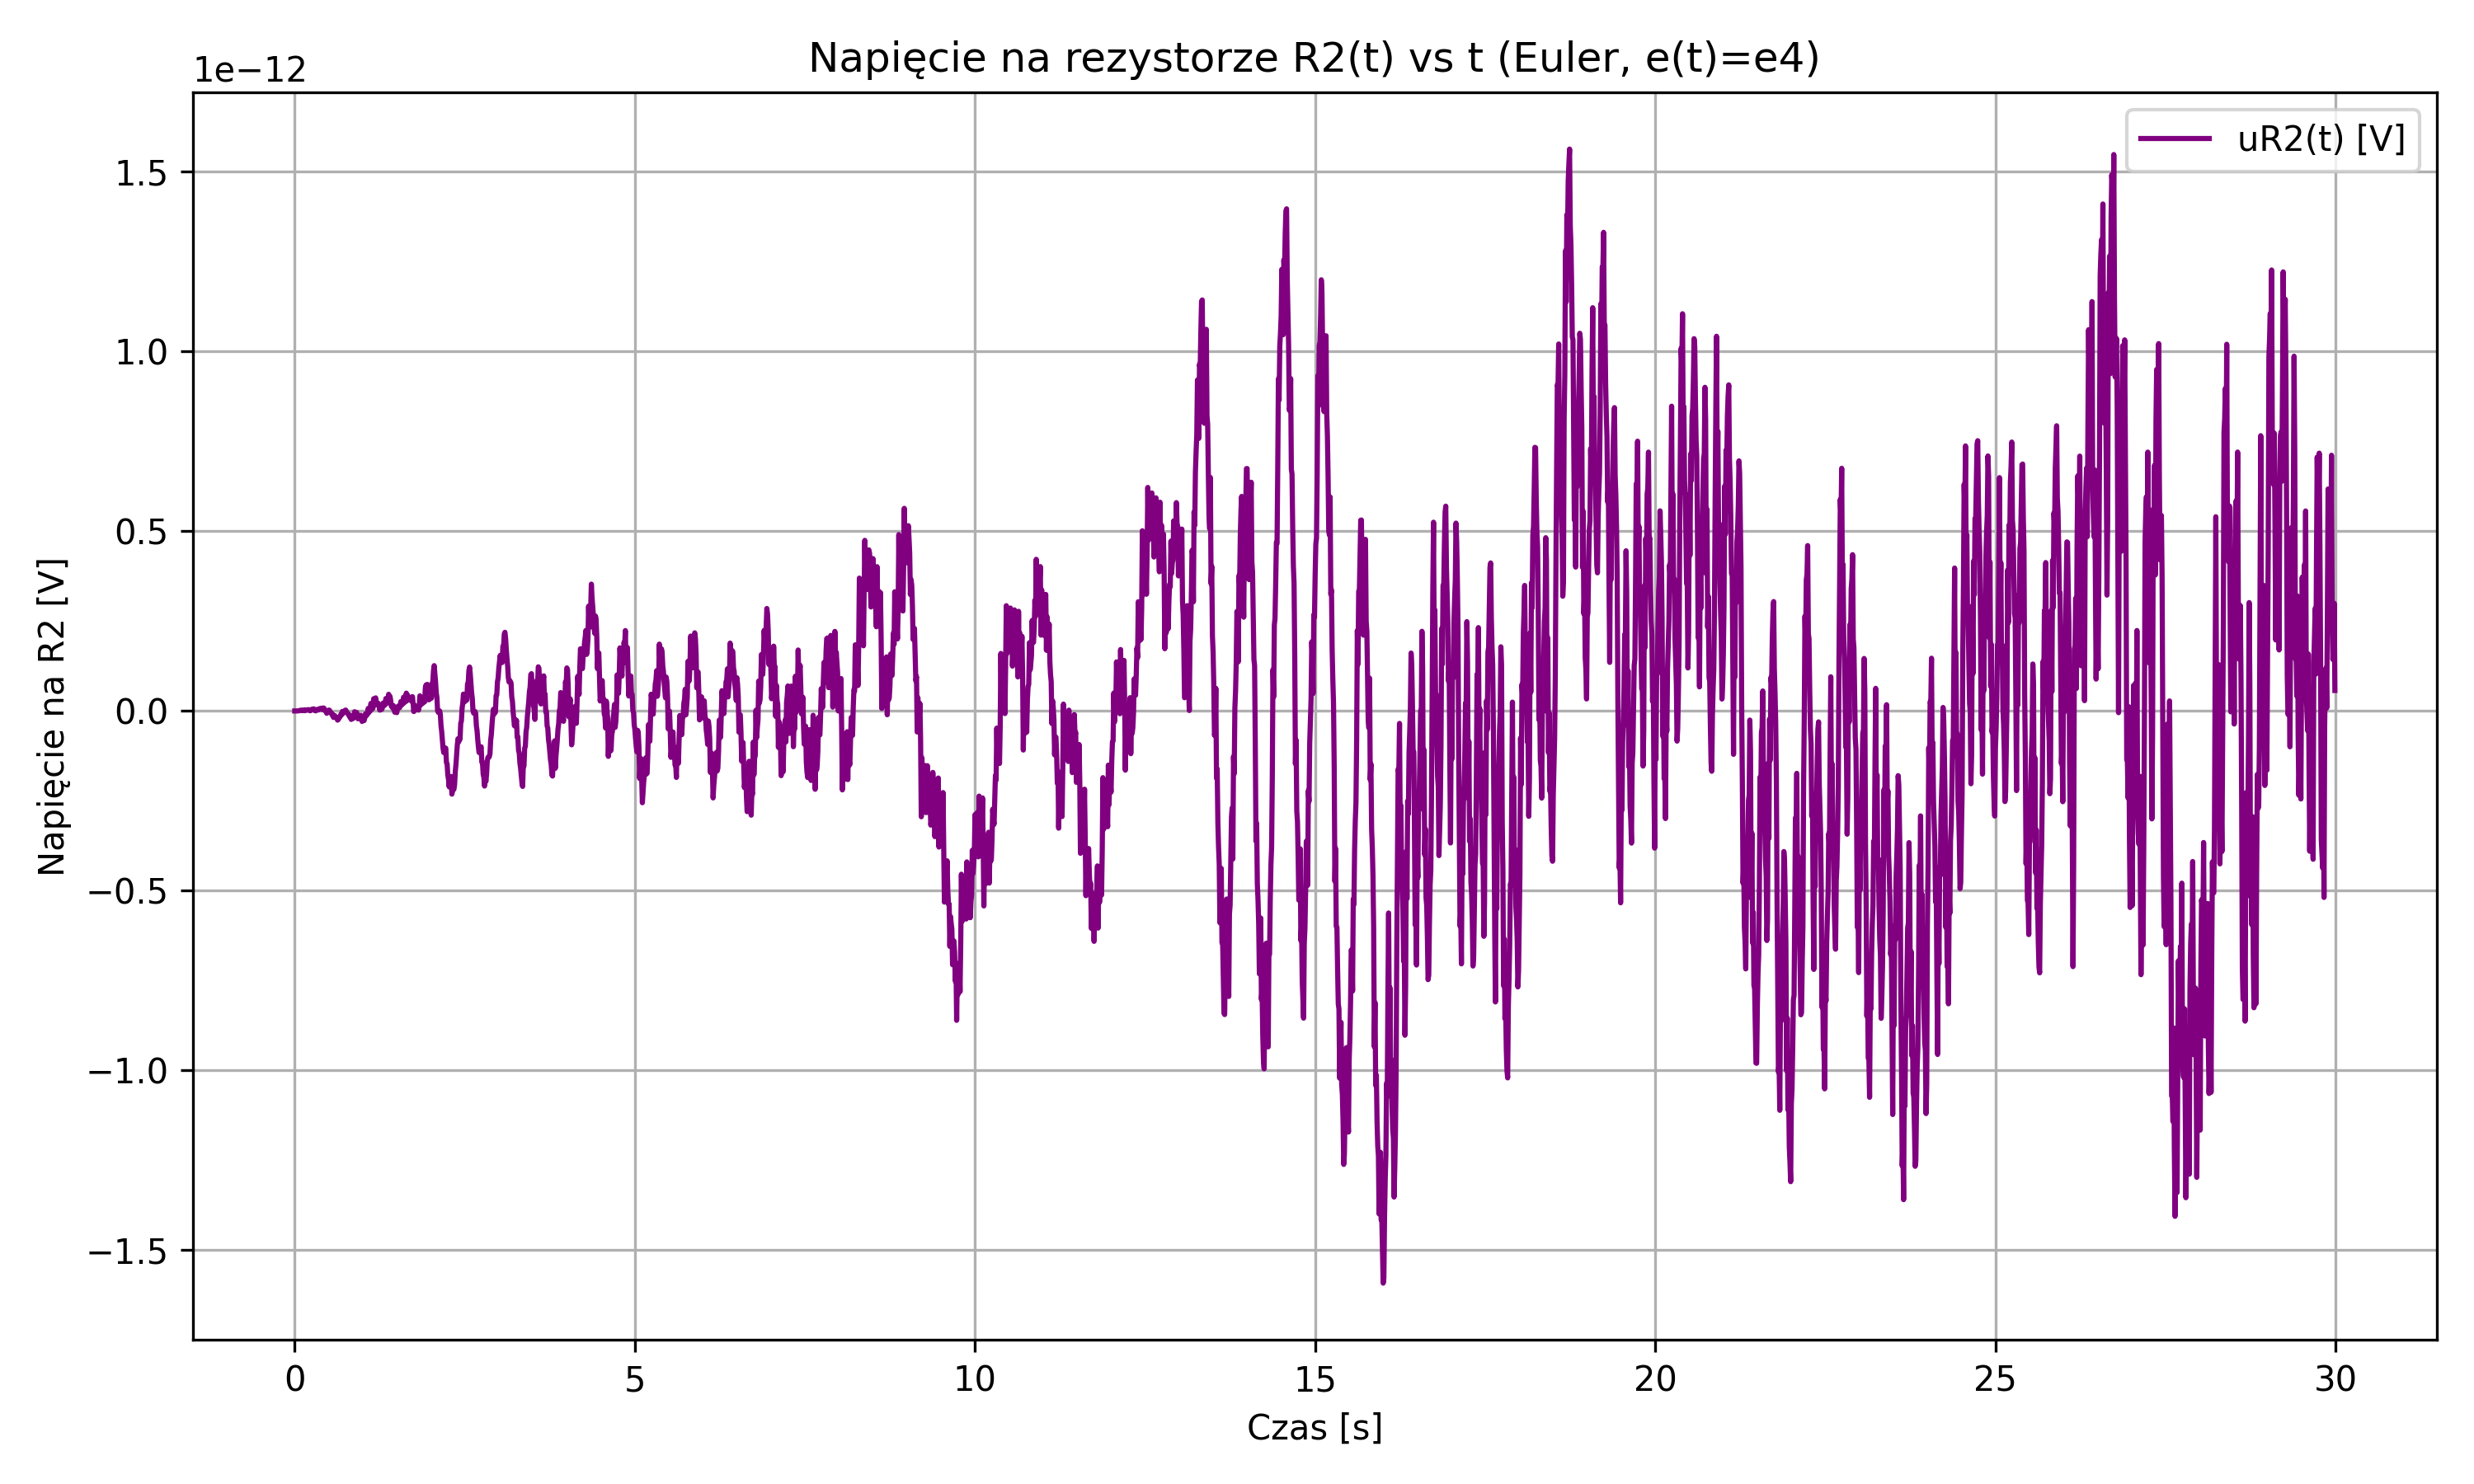 Napięcie na rezystorze R2(t) vs t (Euler, e(t)=e4)
1e−12
uR2(t) [V]
1.5
1.0
0.5
0.0
−0.5
−1.0
−1.5
Napięcie na R2 [V]
0 5 10 15 20 25 30
Czas [s]